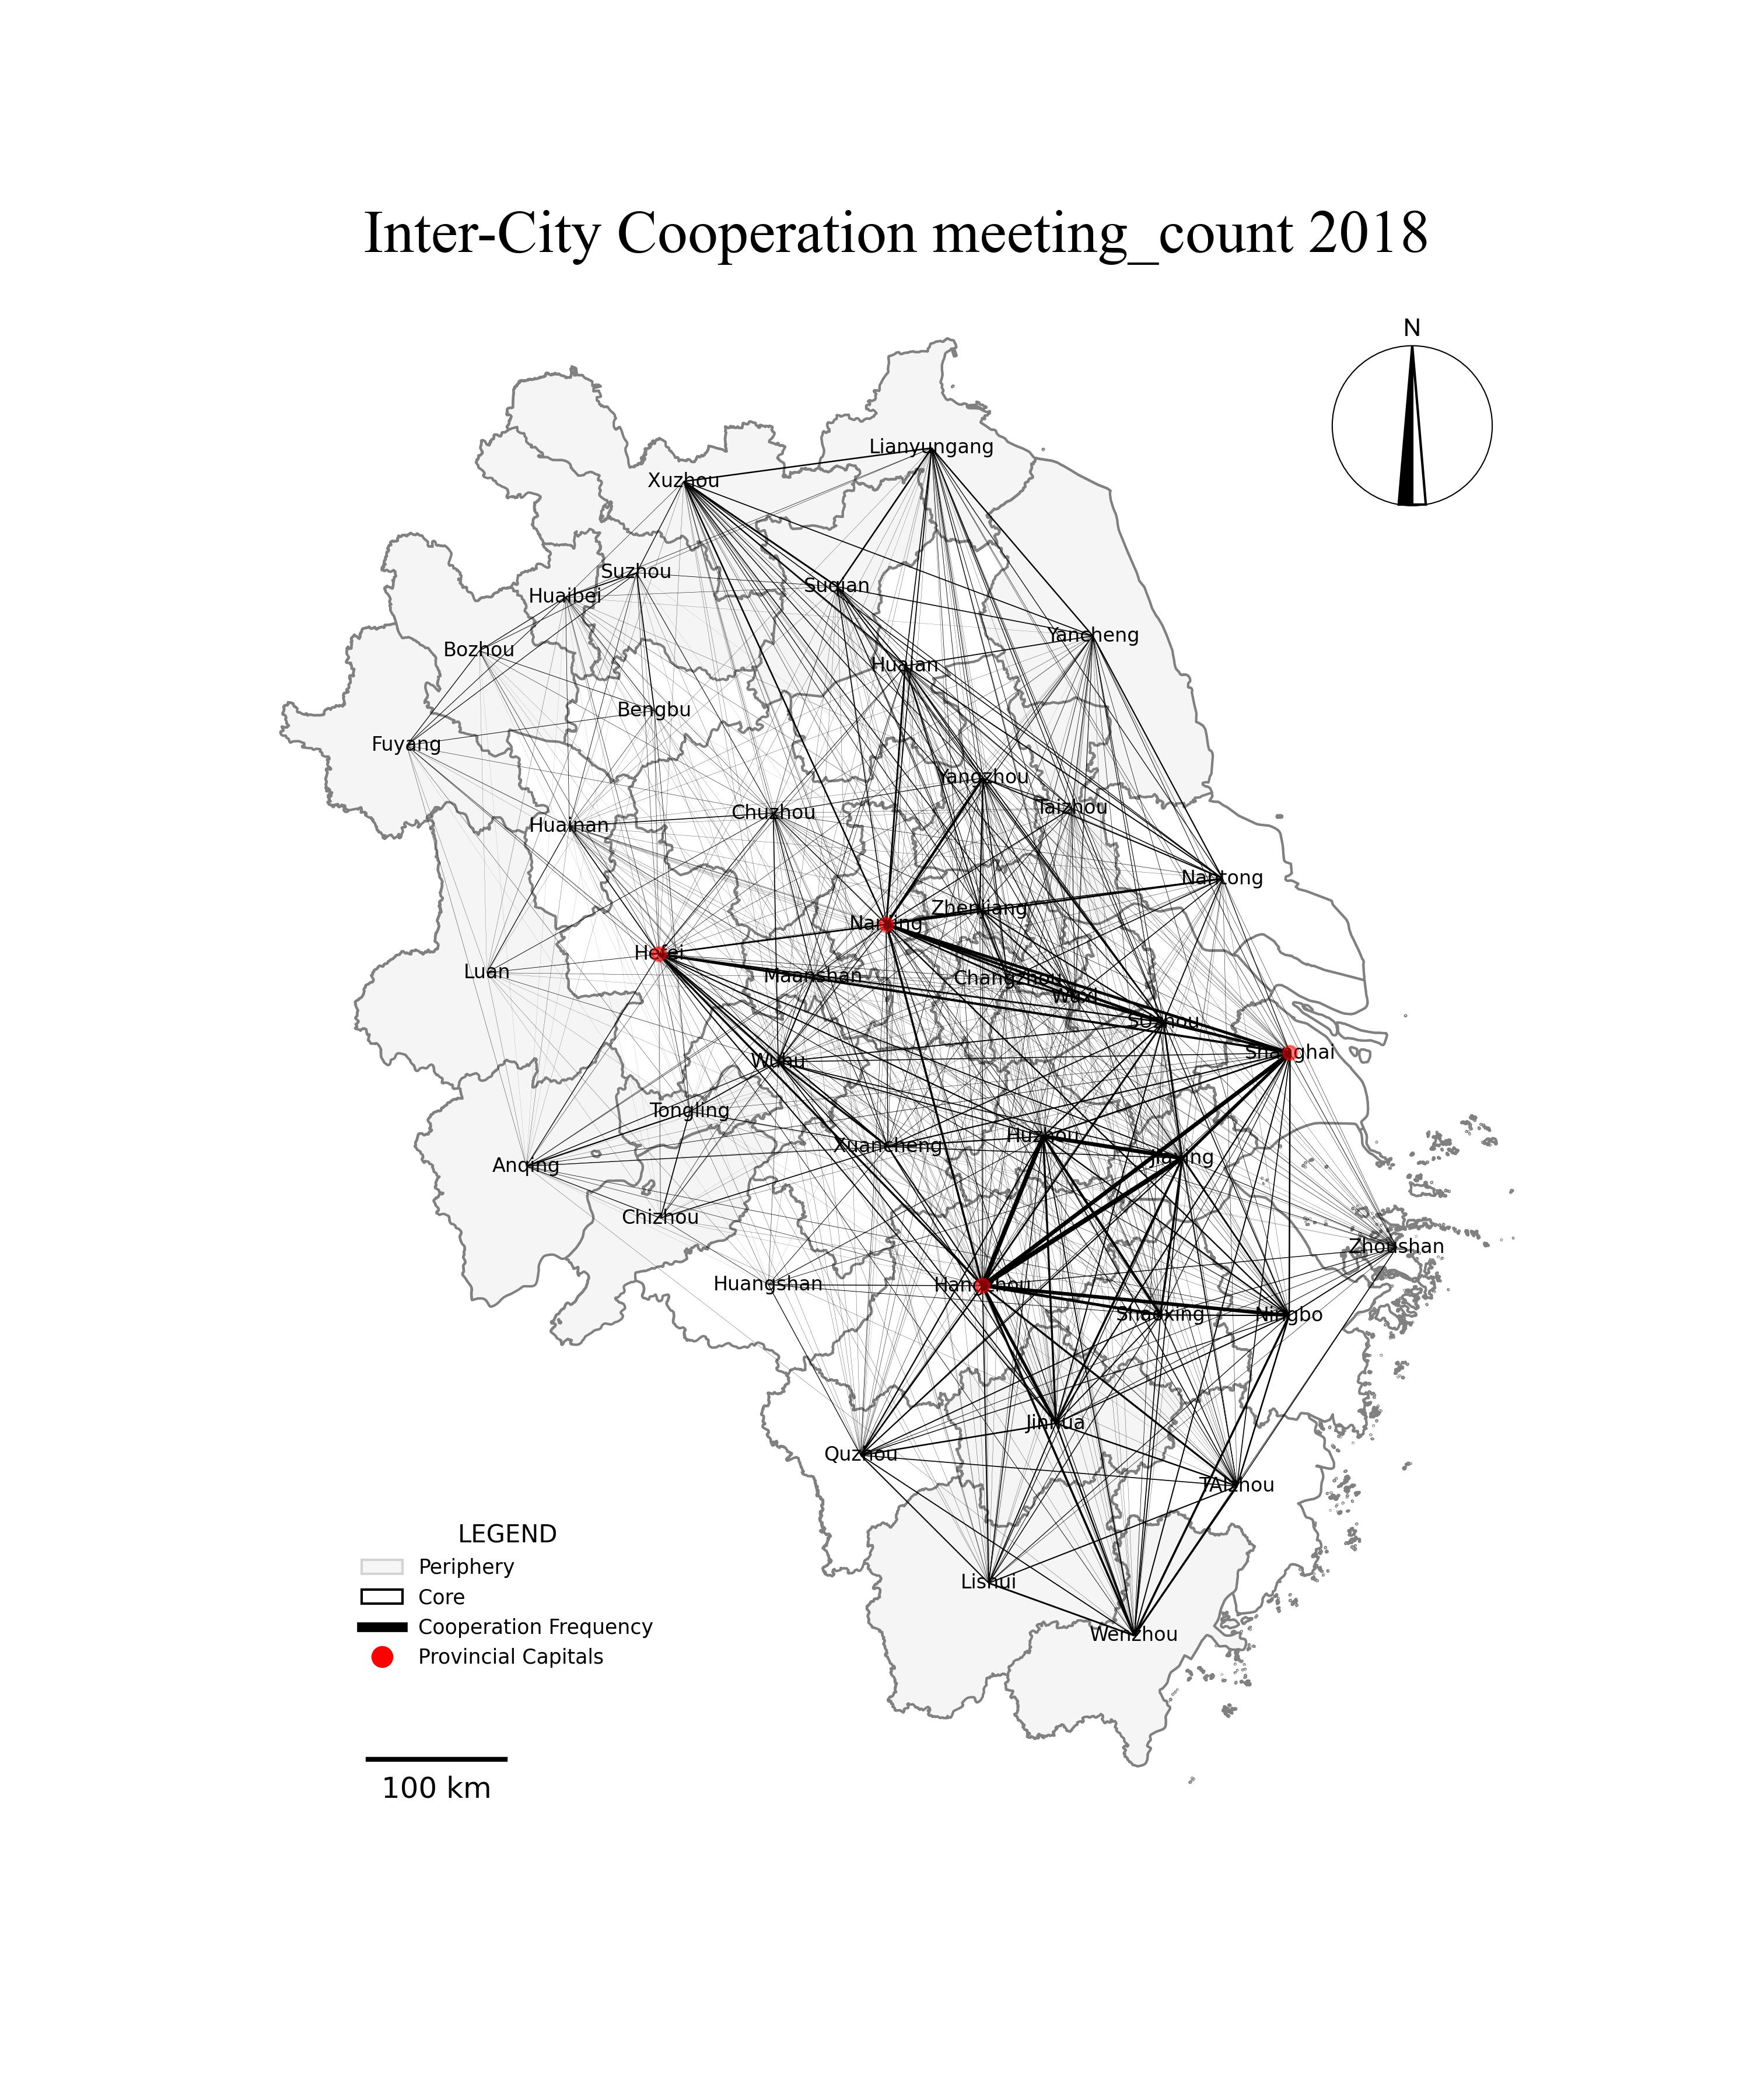 Inter-City Cooperation meeting_count 2018
N
Lianyungang
Xuzhou
Suzhou
Suqian
Huaibei
Yancheng
Bozhou
Huaian
Bengbu
Fuyang
Yangzhou
Taizhou
Chuzhou
Huainan
Nantong
Zhenjiang
Nanjing
Hefei
Luan
Maanshan
Changzhou
Wuxi
Suzhou
Shanghai
Wuhu
Tongling
Huzhou
Xuancheng
Jiaxing
Anqing
Chizhou
Zhoushan
Huangshan
Hangzhou
Shaoxing
Ningbo
Jinhua
Quzhou
TAIzhou
Lishui
Wenzhou
LEGEND
Periphery
Core
Cooperation Frequency
Provincial Capitals
100 km